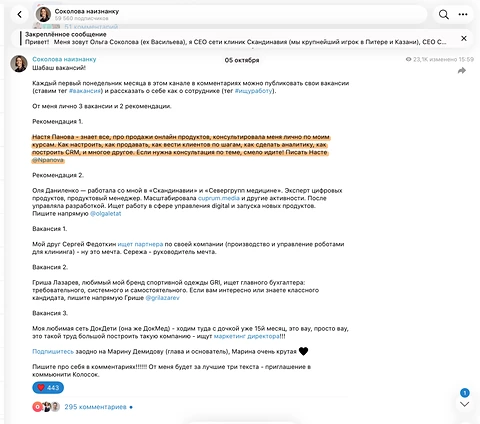 Соколова наизнанку
59 560 подписчиков
Закреплённое сообщение
Привет! Меня зовут Ольга Соколова (ex Васильева), я СЕО сети клиник Скандинавия (мы крупнейший игрок в Питере и Казани), СЕО С...
Соколова наизнанку
05 октября
23,1K изменено 15:59
Шабаш вакансий!
Каждый первый понедельник месяца в этом канале в комментариях можно публиковать свои вакансии
(ставим тег #вакансия) и рассказать о себе как о сотруднике (тег #ищуработу).
От меня лично 3 вакансии и 2 рекомендации.
Рекомендация 1.
Настя Панова - знает все, про продажи онлайн продуктов, консультировала меня лично по моим
курсам. Как настроить, как продавать, как вести клиентов по шагам, как сделать аналитику, как
построить CRM, и многое другое. Если нужна консультация по теме, смело идите! Писать Насте
@Npanova
Рекомендация 2.
Оля Даниленко — работала со мной в «Скандинавии» и «Севергрупп медицине». Эксперт цифровых
продуктов, продуктовый менеджер. Масштабировала cuprum.media и другие активности. После
управляла разработкой. Ищет работу в сфере управления digital и запуска новых продуктов.
Пишите напрямую @olgaletat
Вакансия 1.
Мой друг Сергей Федоткин ищет партнера по своей компании (производство и управление роботами
для клининга) - ну это мечта. Сережа - руководитель мечта.
Вакансия 2.
Гриша Лазарев, любимый мой бренд спортивной одежды GRI, ищет главного бухгалтера:
требовательного, системного и самостоятельного. Если вам интересно или знаете классного
кандидата, пишите напрямую Грише @grilazarev
Вакансия 3.
Моя любимая сеть ДокДети (она же ДокМед) - ходим туда с дочкой уже 15й месяц, это вау, просто вау,
это такой труд большой построить такую компанию - ищут маркетинг директора!!!
Подпишитесь заодно на Марину Демидову (глава и основатель), Марина очень крутая
Пишите про себя в комментариях!!!!!! От меня будет за лучшие три текста - приглашение в
коммьюнити Колосок.
443
295 комментариев
1